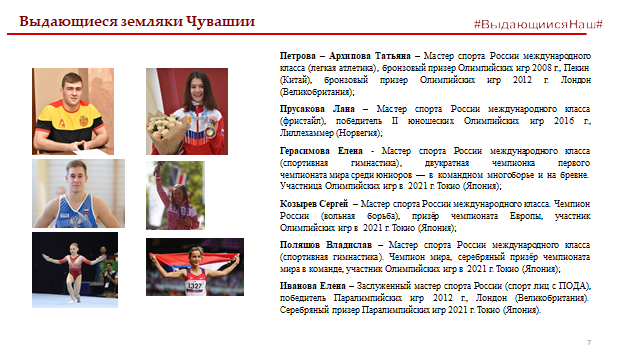 Выдающиеся земляки Чувашии
#ВыдающиисяНаш#
Петрова – Архипова Татьяна – Мастер спорта России международного
класса (легкая атлетика), бронзовый призер Олимпийских игр 2008 г., Пекин
(Китай), бронзовый призер Олимпийских игр 2012 г. Лондон
(Великобритания);
Прусакова Лана – Мастер спорта России международного класса
(фристайл), победитель II юношеских Олимпийских игр 2016 г.,
Лиллехаммер (Норвегия);
Герасимова Елена - Мастер спорта России международного класса
(спортивная гимнастика), двукратная чемпионка первого
чемпионата мира среди юниоров — в командном многоборье и на бревне.
Участница Олимпийских игр в 2021 г. Токио (Япония);
Козырев Сергей – Мастер спорта России международного класса. Чемпион
России (вольная борьба), призёр чемпионата Европы, участник
Олимпийских игр в 2021 г. Токио (Япония);
Поляшов Владислав – Мастер спорта России международного класса
(спортивная гимнастика). Чемпион мира, серебряный призёр чемпионата
мира в команде, участник Олимпийских игр в 2021 г. Токио (Япония);
Иванова Елена – Заслуженный мастер спорта России (спорт лиц с ПОДА),
победитель Паралимпийских игр 2012 г., Лондон (Великобритания).
Серебряный призер Паралимпийских игр 2021 г. Токио (Япония).
1327
7